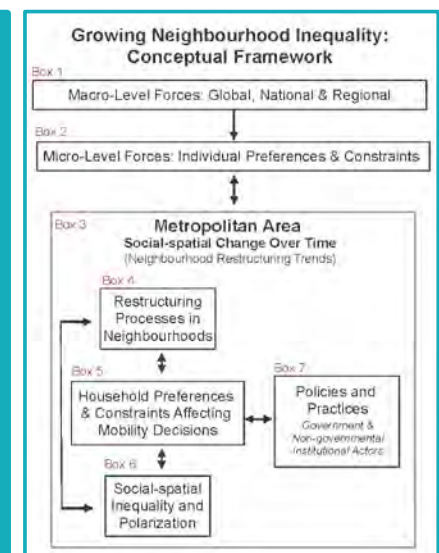 Growing Neighbourhood Inequality:
Conceptual Framework
Box 1
Macro-Level Forces: Global, National & Regional
Box 2
Micro-Level Forces: Individual Preferences & Constraints
Box 3
Metropolitan Area
Social-spatial Change Over Time
(Neighbourhood Restructuring Trends)
Box 4
Restructuring
Processes in
Neighbourhoods
Box 5
Household Preferences
& Constraints Affecting
Mobility Decisions
Box 7
Policies and
Practices
Government &
Non-governmental
Institutional Actors
Box 6
Social-spatial
Inequality and
Polarization